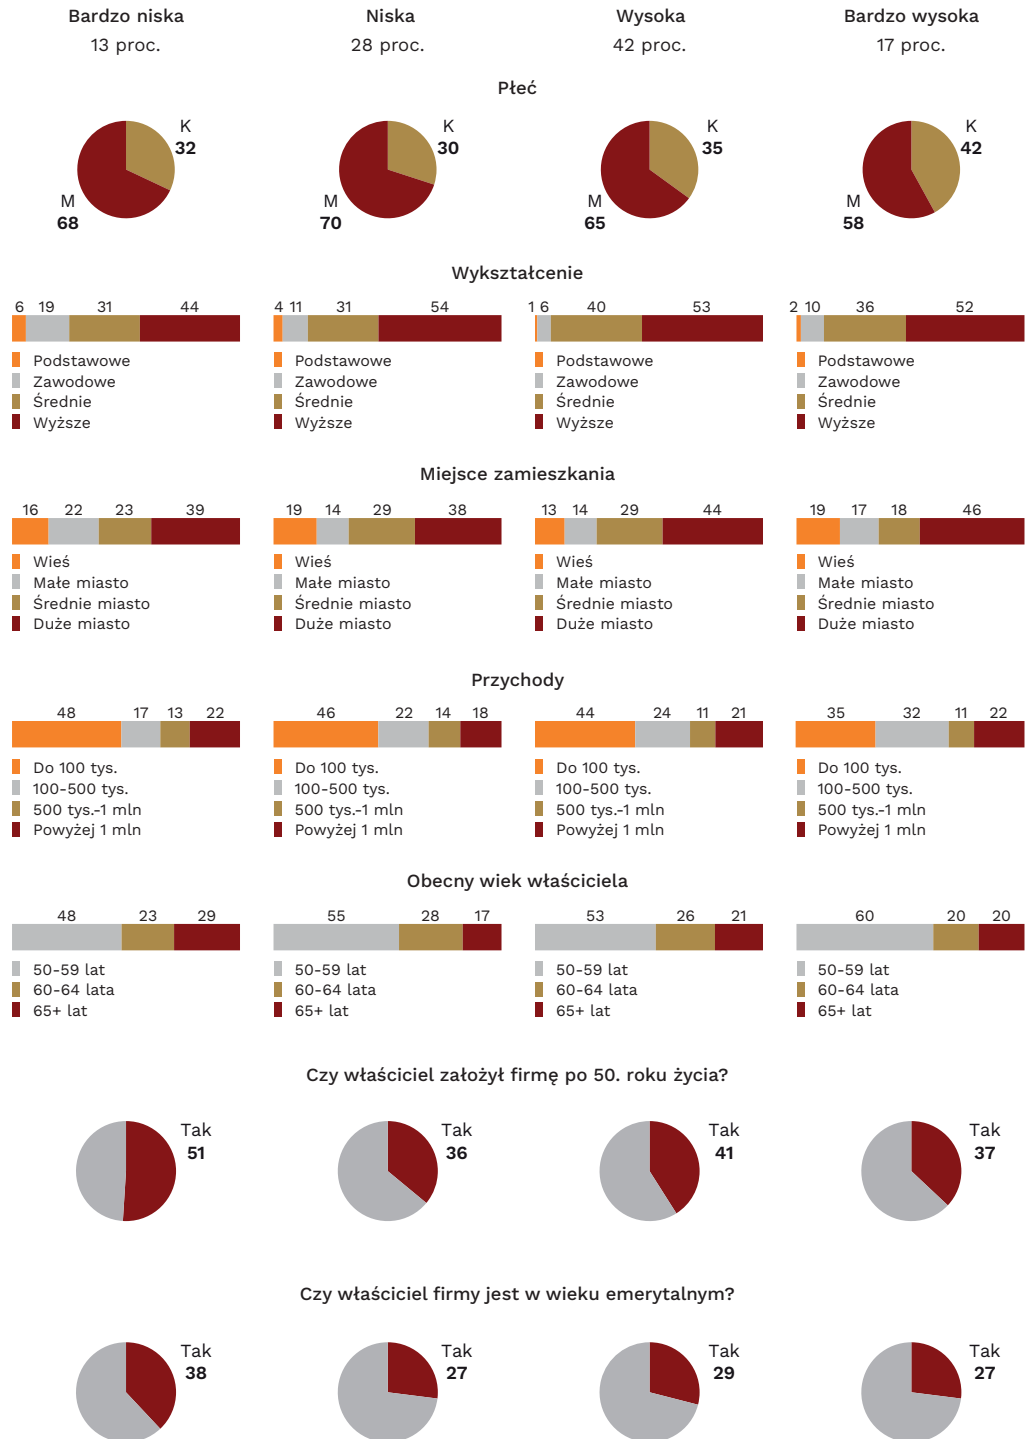 Bardzo niska Niska Wysoka Bardzo wysoka
13 proc. 28 proc. 42 proc. 17 proc.
Płeć
K K K K
32 30 35 42
M M M M
68 70 65 58
Wykształcenie
6 19 31 44 4 11 31 54 1 6 40 53 2 10 36 52
Podstawowe Podstawowe Podstawowe Podstawowe
Zawodowe Zawodowe Zawodowe Zawodowe
Średnie Średnie Średnie Średnie
Wyższe Wyższe Wyższe Wyższe
Miejsce zamieszkania
16 22 23 39 19 14 29 38 13 14 29 44 19 17 18 46
Wieś Wieś Wieś Wieś
Małe miasto Małe miasto Małe miasto Małe miasto
Średnie miasto Średnie miasto Średnie miasto Średnie miasto
Duże miasto Duże miasto Duże miasto Duże miasto
Przychody
48 17 13 22 46 22 14 18 44 24 11 21 35 32 11 22
Do 100 tys. Do 100 tys. Do 100 tys. Do 100 tys.
100-500 tys. 100-500 tys. 100-500 tys. 100-500 tys.
500 tys.-1 mln 500 tys.-1 mln 500 tys.-1 mln 500 tys.-1 mln
Powyżej 1 mln Powyżej 1 mln Powyżej 1 mln Powyżej 1 mln
Obecny wiek właściciela
48 23 29 55 28 17 53 26 21 60 20 20
50-59 lat 50-59 lat 50-59 lat 50-59 lat
60-64 lata 60-64 lata 60-64 lata 60-64 lata
65+ lat 65+ lat 65+ lat 65+ lat
Czy właściciel założył firmę po 50. roku życia?
Tak Tak Tak Tak
51 36 41 37
Czy właściciel firmy jest w wieku emerytalnym?
Tak Tak Tak Tak
38 27 29 27